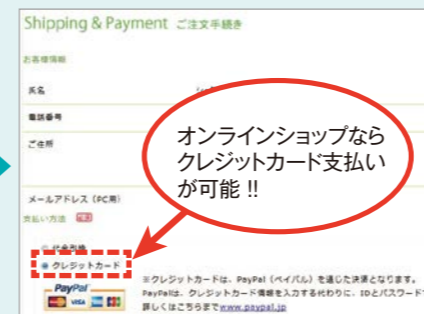 Shipping & Payment ご注文手続き
お客様情報
氏名
電話番号
ご住所
オンラインショップなら
クレジットカード支払い
が可能 !!
メールアドレス（PC用）
支払い方法
代金引換
クレジットカード
PayPal
VISA
※クレジットカードは、PayPal（ペイパル）を通じた決済となります。
PayPalは、クレジットカード情報を入力する代わりに、IDとパスワードで
詳しくはこちらまでwww.paypal.jp